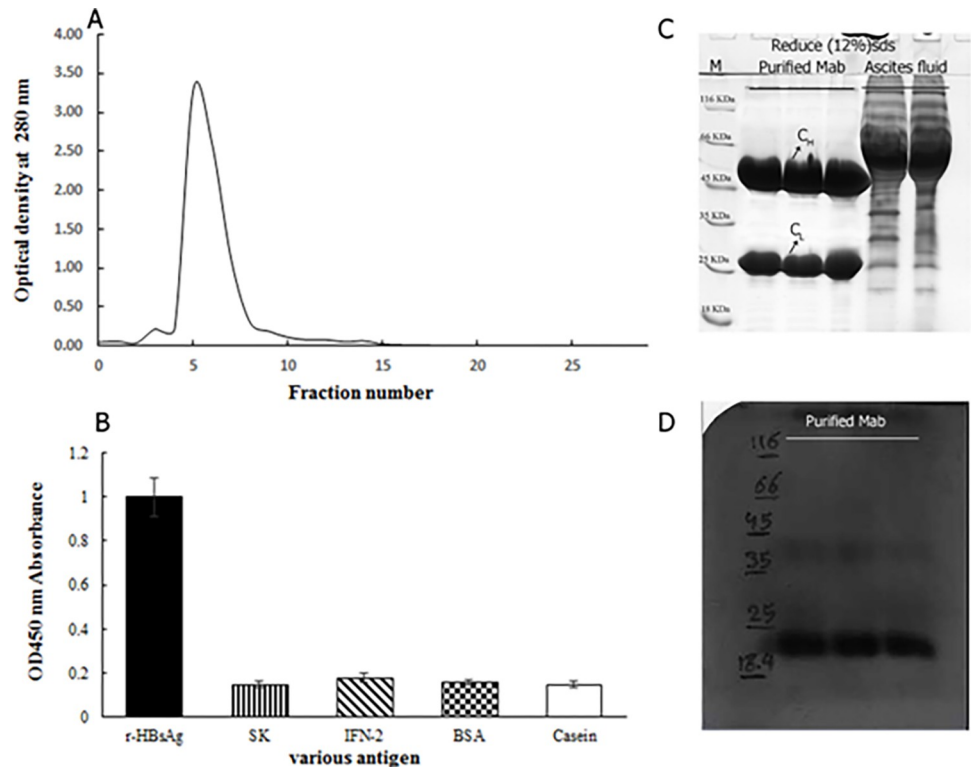 A
4.00
3.50
3.00
2.50
2.00
1.50
1.00
0.50
0.00
Optical density at 280 nm
0 5 10 15 20 25
Fraction number
B
1.2
1
0.8
0.6
0.4
0.2
0
OD450 nm Absorbance
r-HBsAg SK IFN-2 BSA Casein
various antigen
C
Reduce (12%)sds
M Purified Mab Ascites fluid
116 KDa
66 KDa
45 KDa
35 KDa
25 KDa
18 KDa
CH
CL
D
Purified Mab
116
66
45
35
25
18.4